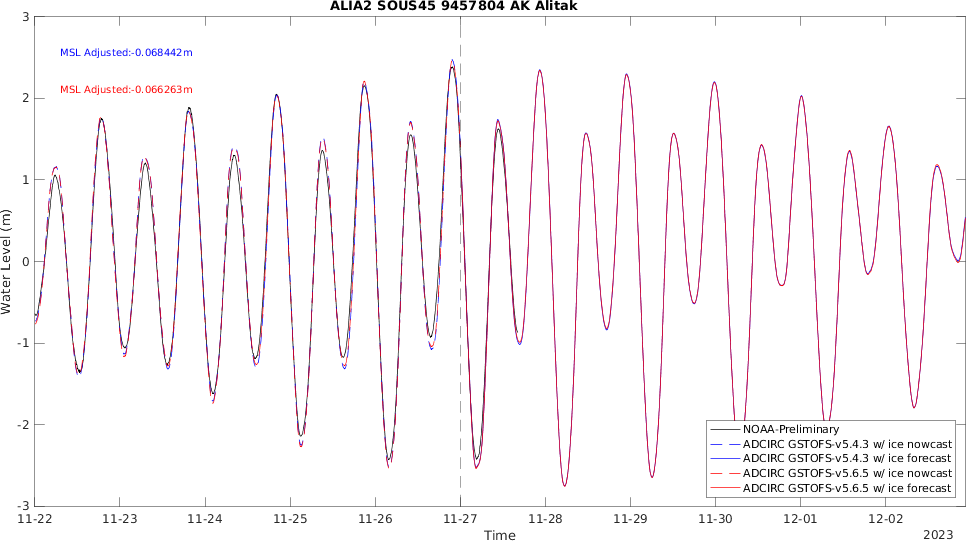 ALIA2 SOUS45 9457804 AK Alitak
3
MSL Adjusted:-0.068442m
MSL Adjusted:-0.066263m
2
1
0
-1
-2
-3
Water Level (m)
NOAA-Preliminary
ADCIRC GSTOFS-v5.4.3 w/ ice nowcast
ADCIRC GSTOFS-v5.4.3 w/ ice forecast
ADCIRC GSTOFS-v5.6.5 w/ ice nowcast
ADCIRC GSTOFS-v5.6.5 w/ ice forecast
11-22 11-23 11-24 11-25 11-26 11-27 11-28 11-29 11-30 12-01 12-02
Time
2023